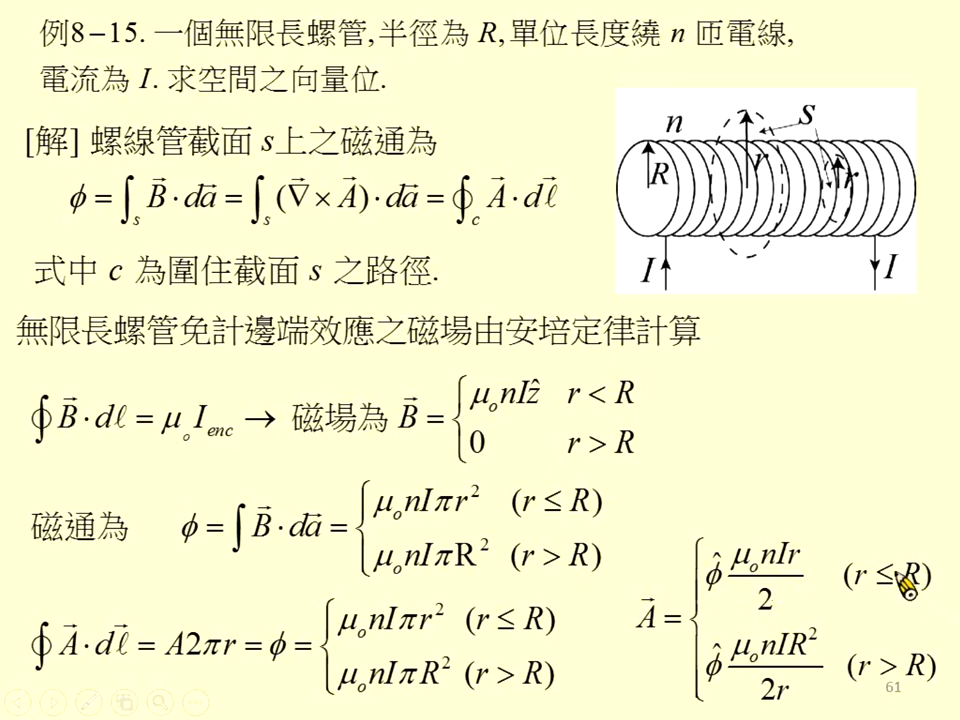 例8–15. 一個無限長螺管,半徑為 R,單位長度繞 n 匝電線,
電流為 I. 求空間之向量位.
[解] 螺線管截面 s上之磁通為
n
S
R
r
r
I
I
ϕ = ∫ₛ B⃗ · da⃗ = ∫ₛ (∇⃗ × A⃗) · da⃗ = ∮_c A⃗ · dℓ⃗
式中 c 為圍住截面 s 之路徑.
無限長螺管免計邊端效應之磁場由安培定律計算
∮ B⃗ · dℓ = μₒ I_enc → 磁場為 B⃗ = { μₒnIẑ r < R
0 r > R
磁通為 ϕ = ∫ B⃗ · da⃗ = { μₒnIπr² (r ≤ R)
μₒnIπR² (r > R)
∮ A⃗ · dℓ⃗ = A2πr = ϕ = { μₒnIπr² (r ≤ R)
μₒnIπR² (r > R)
A⃗ = { ϕ̂ μₒnIr / 2 (r ≤ R)
ϕ̂ μₒnIR² / 2r (r > R)
61